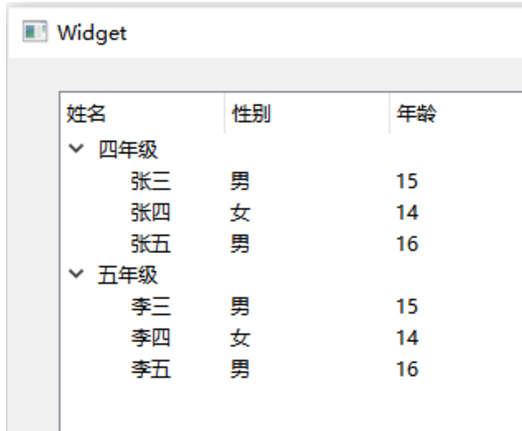 Widget
姓名 性别 年龄
四年级
张三 男 15
张四 女 14
张五 男 16
五年级
李三 男 15
李四 女 14
李五 男 16